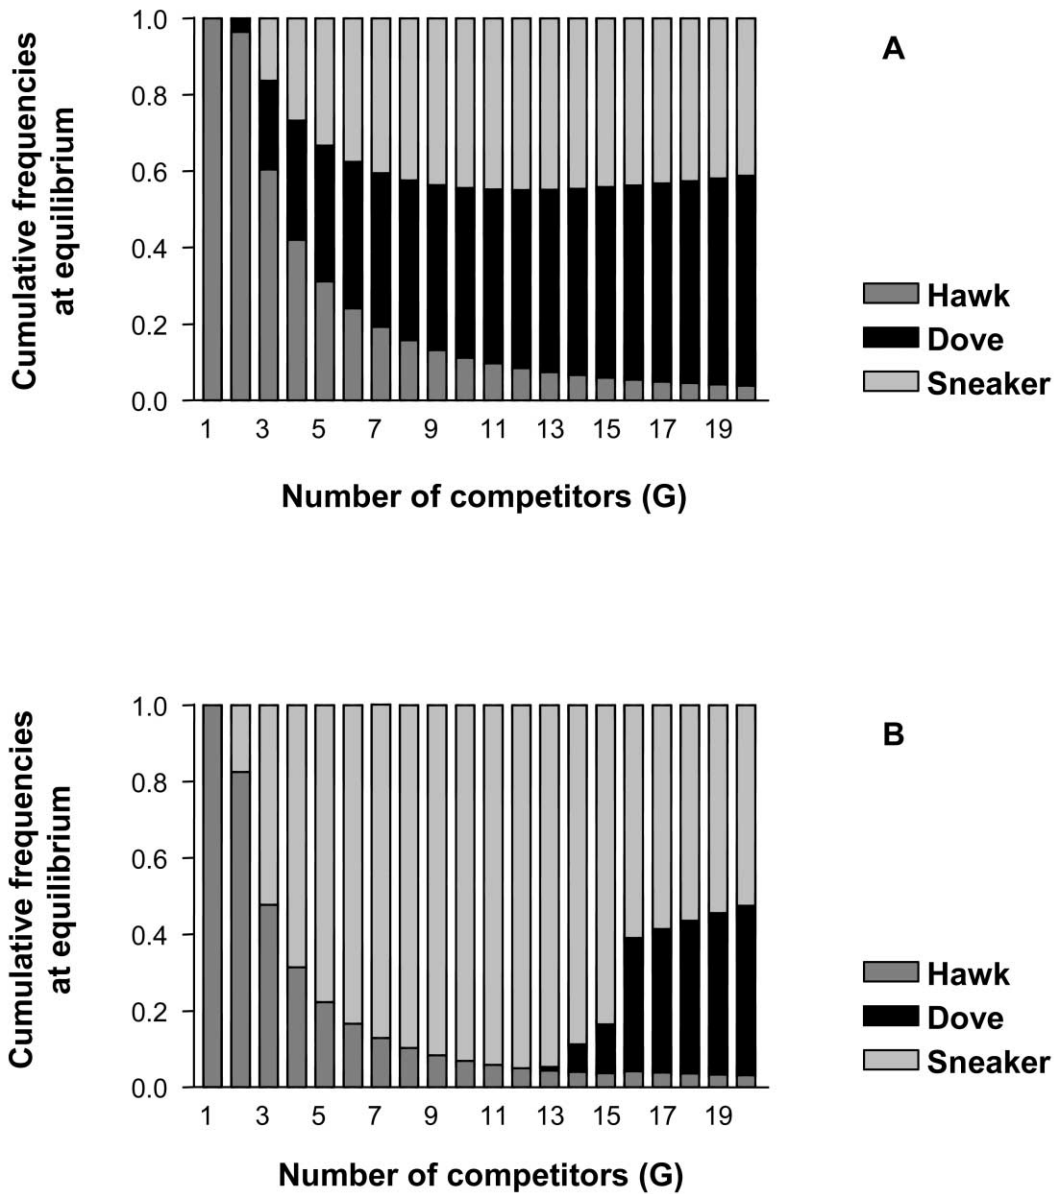 A
Cumulative frequencies
at equilibrium
1.0
0.8
0.6
0.4
0.2
0.0
1 3 5 7 9 11 13 15 17 19
Number of competitors (G)
Hawk
Dove
Sneaker
B
Cumulative frequencies
at equilibrium
1.0
0.8
0.6
0.4
0.2
0.0
1 3 5 7 9 11 13 15 17 19
Number of competitors (G)
Hawk
Dove
Sneaker